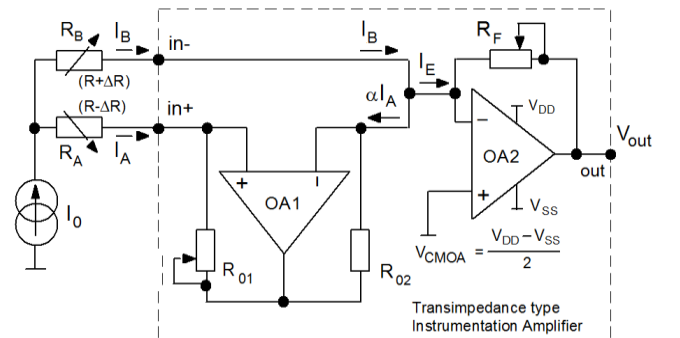 R_B I_B in- I_B R_F
(R+ΔR) I_E
(R-ΔR) in+ αI_A V_DD
R_A I_A − V_out
+ − OA2 out
OA1 +
I_0 V_SS
R_01 R_02 V_CMOA = (V_DD − V_SS)/2
Transimpedance type
Instrumentation Amplifier